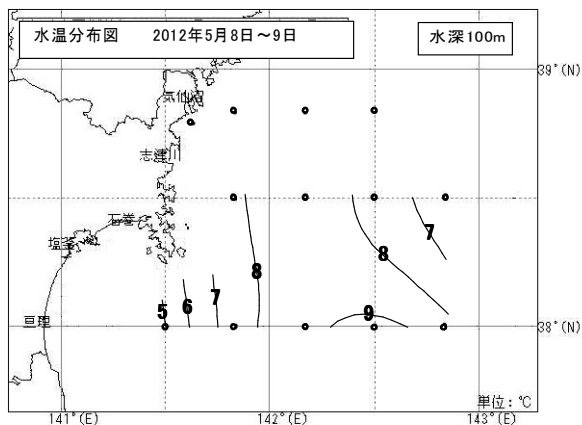 水温分布図 2012年5月8日～9日
水深100m
39°(N)
気仙沼
志津川
石巻
塩釜
7
8
8
7
6
5
9
亘理
38°(N)
単位：℃
141°(E)
142°(E)
143°(E)